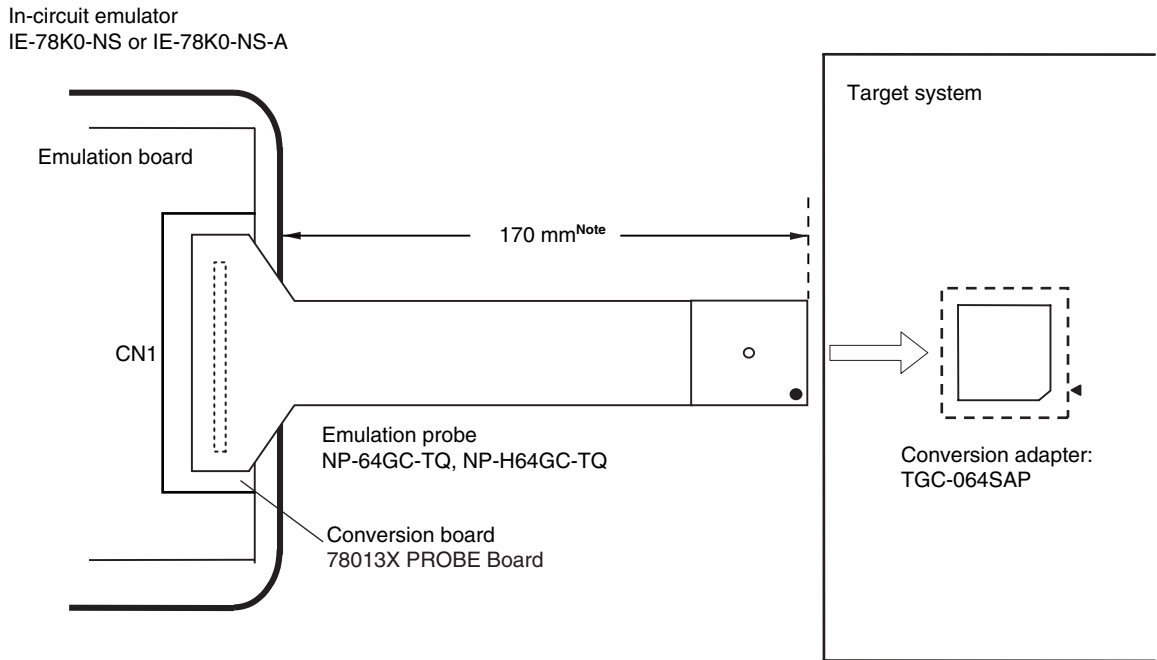 In-circuit emulator
IE-78K0-NS or IE-78K0-NS-A
Target system
Emulation board
170 mmNote
CN1
Emulation probe
NP-64GC-TQ, NP-H64GC-TQ
Conversion adapter:
TGC-064SAP
Conversion board
78013X PROBE Board